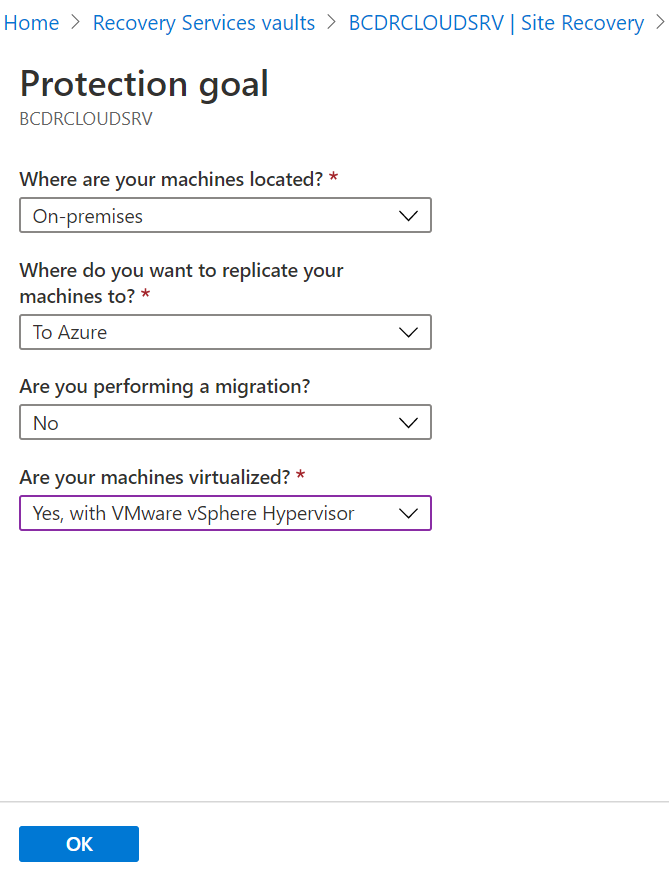 Home > Recovery Services vaults > BCDRCLOUDSRV | Site Recovery >
Protection goal
BCDRCLOUDSRV
Where are your machines located? *
On-premises
Where do you want to replicate your
machines to? *
To Azure
Are you performing a migration?
No
Are your machines virtualized? *
Yes, with VMware vSphere Hypervisor
OK